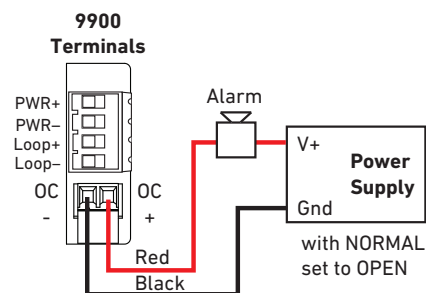 9900
Terminals
PWR+
PWR–
Loop+
Loop–
OC
-
OC
+
Alarm
V+
Power
Supply
Gnd
with NORMAL
set to OPEN
Red
Black